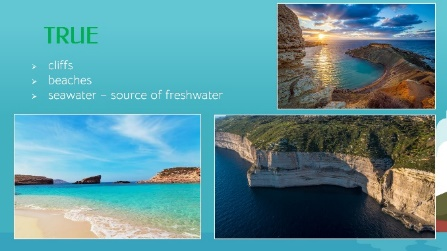 TRUE
➢ cliffs
➢ beaches
➢ seawater – source of freshwater